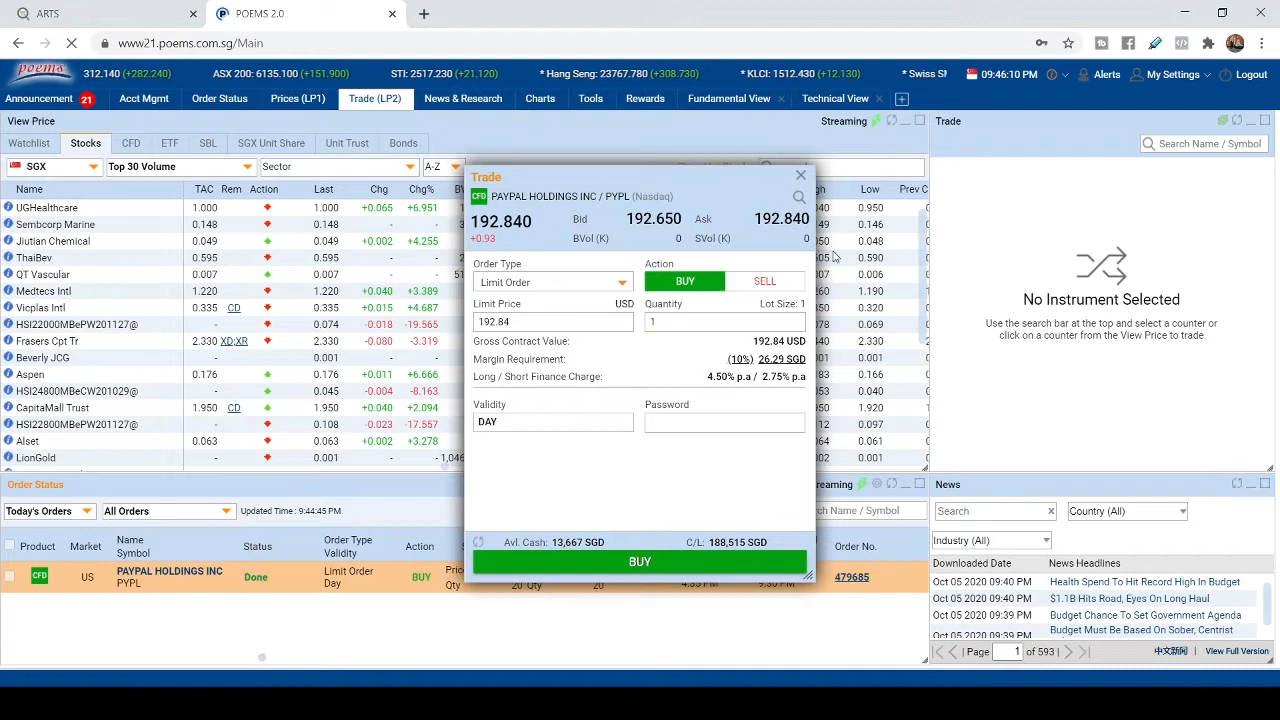 ARTS
POEMS 2.0
www21.poems.com.sg/Main
poems 312.140 (+282.240) ASX 200: 6135.100 (+151.900) STI: 2517.230 (+21.120) * Hang Seng: 23767.780 (+308.730) * KLCI: 1512.430 (+12.130) * Swiss 09:46:10 PM Alerts My Settings Logout
Announcement 21 Acct Mgmt Order Status Prices (LP1) Trade (LP2) News & Research Charts Tools Rewards Fundamental View Technical View
View Price Streaming
Watchlist Stocks CFD ETF SBL SGX Unit Share Unit Trust Bonds
SGX Top 30 Volume Sector A-Z
Name TAC Rem Action Last Chg Chg% Low Prev C
UGHealthcare 1.000 1.000 +0.065 +6.951 0.950
Sembcorp Marine 0.148 0.148 - - 0.146
Jiutian Chemical 0.049 0.049 +0.002 +4.255 0.048
ThaiBev 0.590
QT Vascular 0.007 0.007 - - 0.006
Medtecs Intl 1.220 1.220 +0.040 +3.389 1.190
Vicplas Intl 0.335 CD 0.335 +0.015 +4.687 0.320
HSI22000MBePW201127@ - 0.074 -0.018 -19.565 0.069
Frasers Cpt Tr 2.330 XD;XR 2.330 -0.080 -3.319 2.330
Beverly JCG - 0.001 - - 0.001
Aspen 0.176 0.176 +0.011 +6.666 0.166
HSI24800MBeCW201029@ - 0.051 -0.004 -8.163 0.040
CapitaMall Trust 1.950 CD 1.950 +0.040 +2.094 1.920
HSI22800MBePW201127@ - 0.108 -0.023 -17.557 0.097
Alset 0.063 0.063 +0.002 +3.278 0.061
LionGold - 0.001 - - 1,046 0.001
Trade
CFD PAYPAL HOLDINGS INC / PYPL (Nasdaq)
192.840 Bid 192.650 Ask 192.840
+0.93 BVol (K) 0 SVol (K) 0
Order Type Action
Limit Order BUY SELL
Limit Price USD Quantity Lot Size: 1
192.84 1
Gross Contract Value: 192.84 USD
Margin Requirement: (10%) 26.29 SGD
Long / Short Finance Charge: 4.50% p.a / 2.75% p.a
Validity Password
DAY
Avl. Cash: 13,667 SGD C/L: 188,515 SGD
BUY
Trade
Search Name / Symbol
No Instrument Selected
Use the search bar at the top and select a counter or
click on a counter from the View Price to trade
Order Status
Today's Orders All Orders Updated Time : 9:44:45 PM
Product Market Name Symbol Status Order Type Validity Action Order No.
CFD US PAYPAL HOLDINGS INC PYPL Done Limit Order Day BUY Qty 20 Qty 20 479685
News
Search Country (All)
Industry (All)
Downloaded Date News Headlines
Oct 05 2020 09:40 PM Health Spend To Hit Record High In Budget
Oct 05 2020 09:40 PM $1.1B Hits Road, Eyes On Long Haul
Oct 05 2020 09:39 PM Budget Chance To Set Government Agenda
Oct 05 2020 09:39 PM Budget Must Be Based On Sober, Centrist
Page 1 of 593 中文新闻 View Full Version